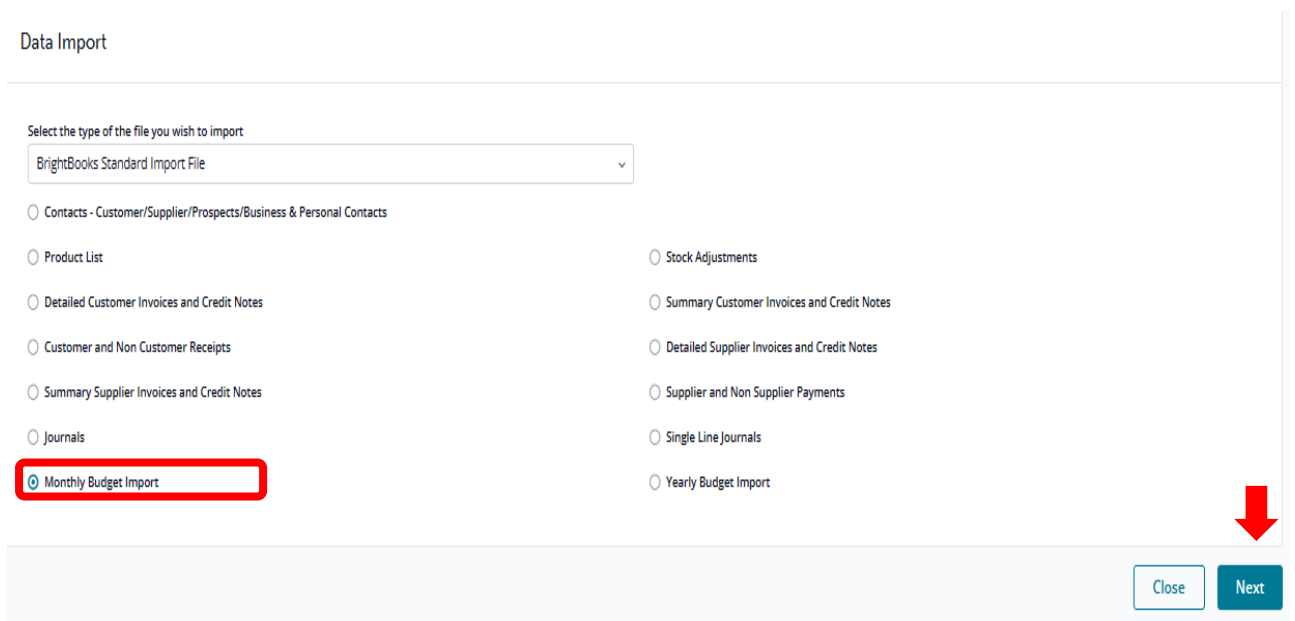 Data Import
Select the type of the file you wish to import
BrightBooks Standard Import File
Contacts - Customer/Supplier/Prospects/Business & Personal Contacts
Product List
Stock Adjustments
Detailed Customer Invoices and Credit Notes
Summary Customer Invoices and Credit Notes
Customer and Non Customer Receipts
Detailed Supplier Invoices and Credit Notes
Summary Supplier Invoices and Credit Notes
Supplier and Non Supplier Payments
Journals
Single Line Journals
Monthly Budget Import
Yearly Budget Import
Close
Next